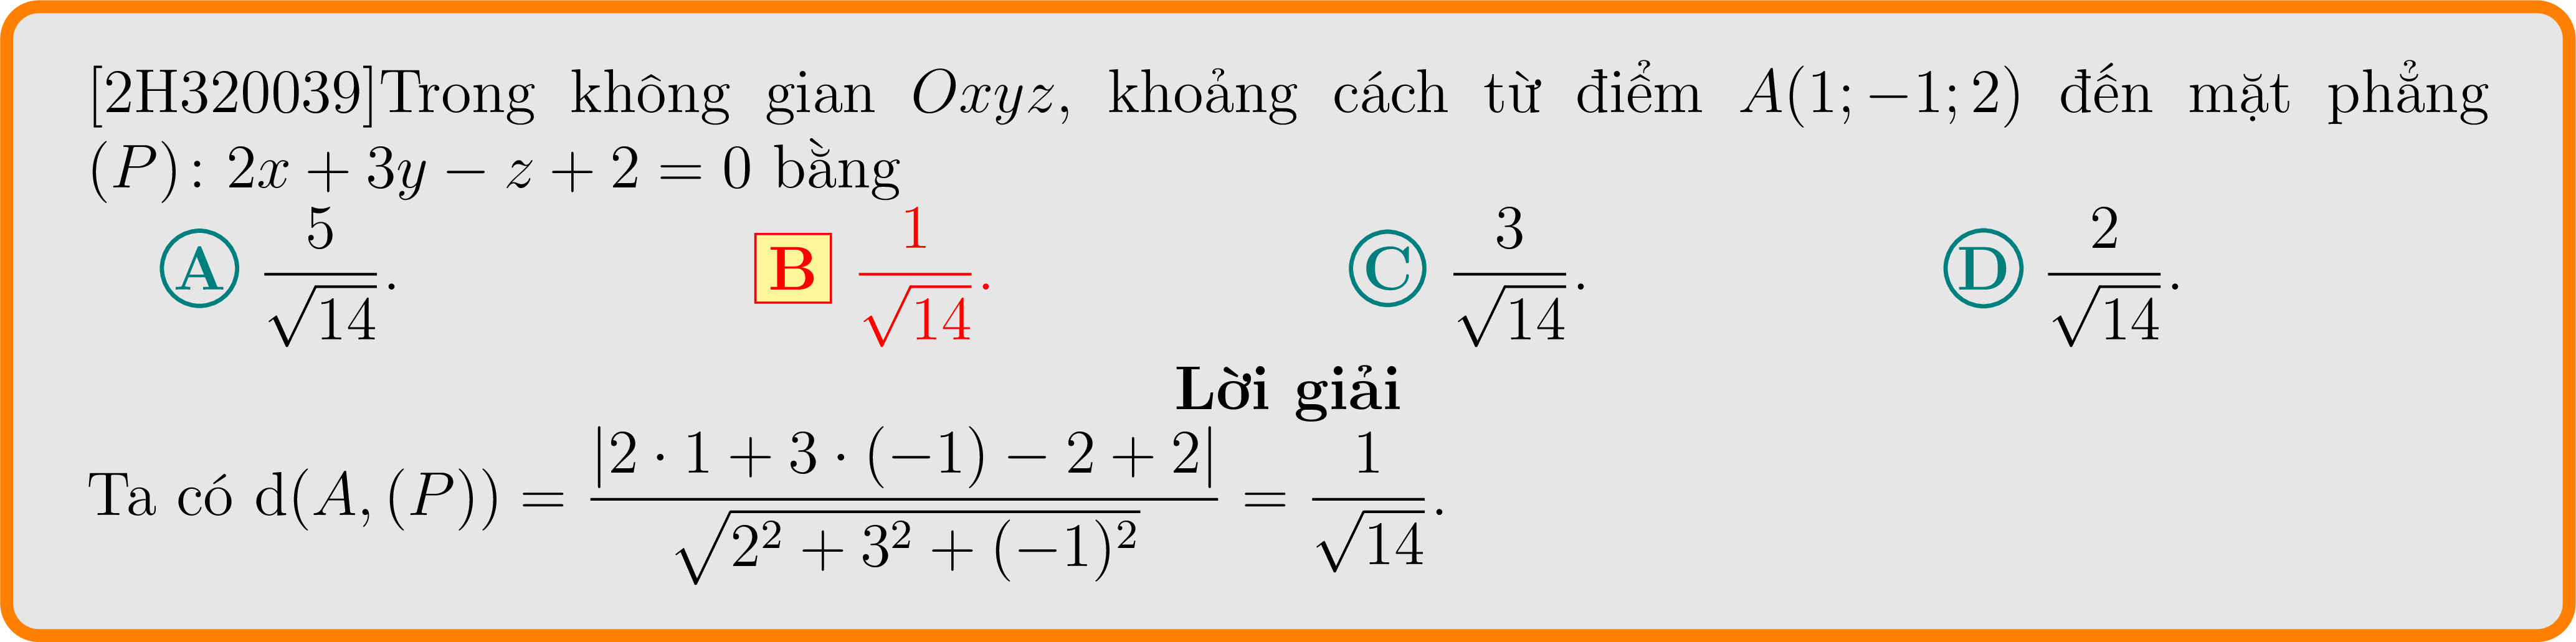 [2H320039]Trong không gian Oxyz, khoảng cách từ điểm A(1; −1; 2) đến mặt phẳng
(P): 2x + 3y − z + 2 = 0 bằng
A $\frac{5}{\sqrt{14}}$. B $\frac{1}{\sqrt{14}}$. C $\frac{3}{\sqrt{14}}$. D $\frac{2}{\sqrt{14}}$.
Lời giải
Ta có d(A, (P)) = $\frac{|2 \cdot 1 + 3 \cdot (-1) - 2 + 2|}{\sqrt{2^2 + 3^2 + (-1)^2}} = \frac{1}{\sqrt{14}}$.